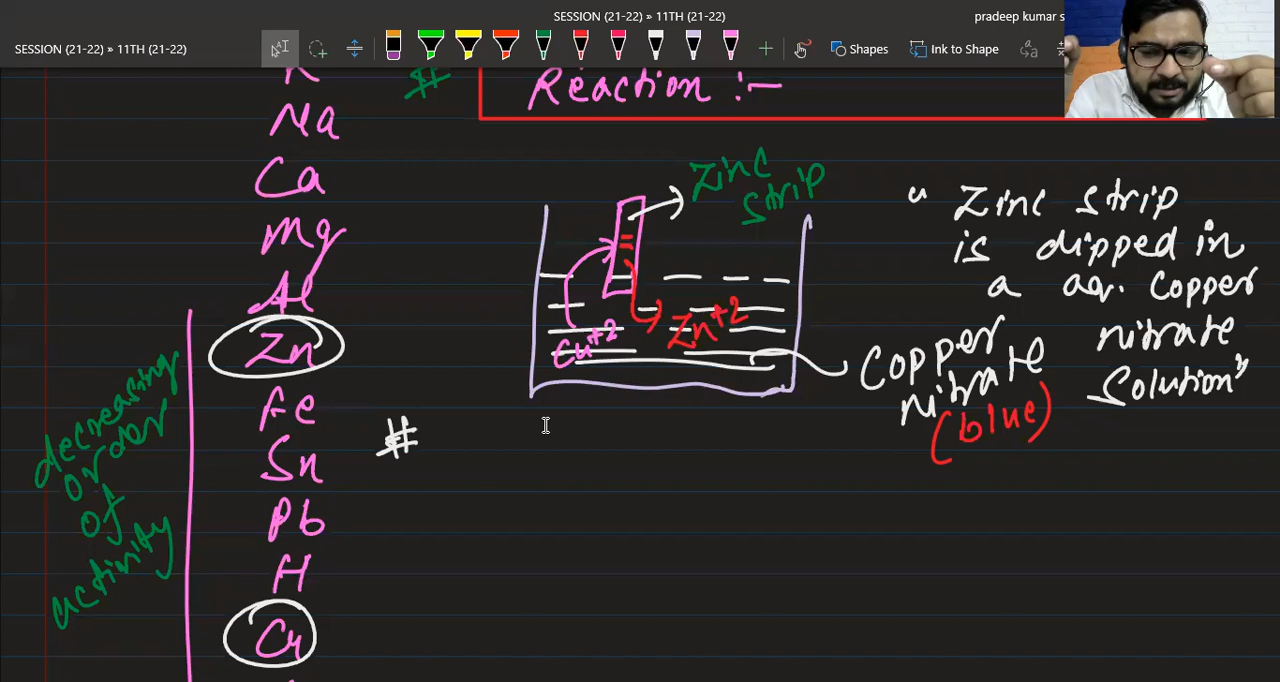 SESSION (21-22) » 11TH (21-22)
pradeep kumar s
SESSION (21-22) » 11TH (21-22)
Shapes
Ink to Shape
K
#
Reaction :-
Na
Ca
Mg
Al
Zn
Fe
Sn
Pb
H
Cu
decreasing
order
of
activity
Zinc
strip
Cu+2
Zn+2
Copper
nitrate
(blue)
#
" Zinc strip
is dipped in
a aq. Copper
nitrate
Solution"